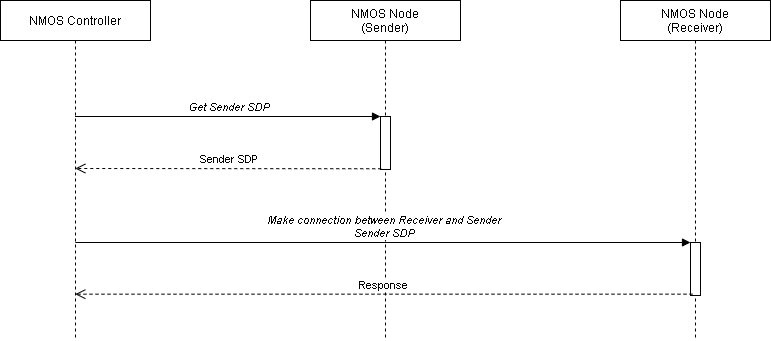 NMOS Controller
NMOS Node
(Sender)
NMOS Node
(Receiver)
Get Sender SDP
Sender SDP
Make connection between Receiver and Sender
Sender SDP
Response